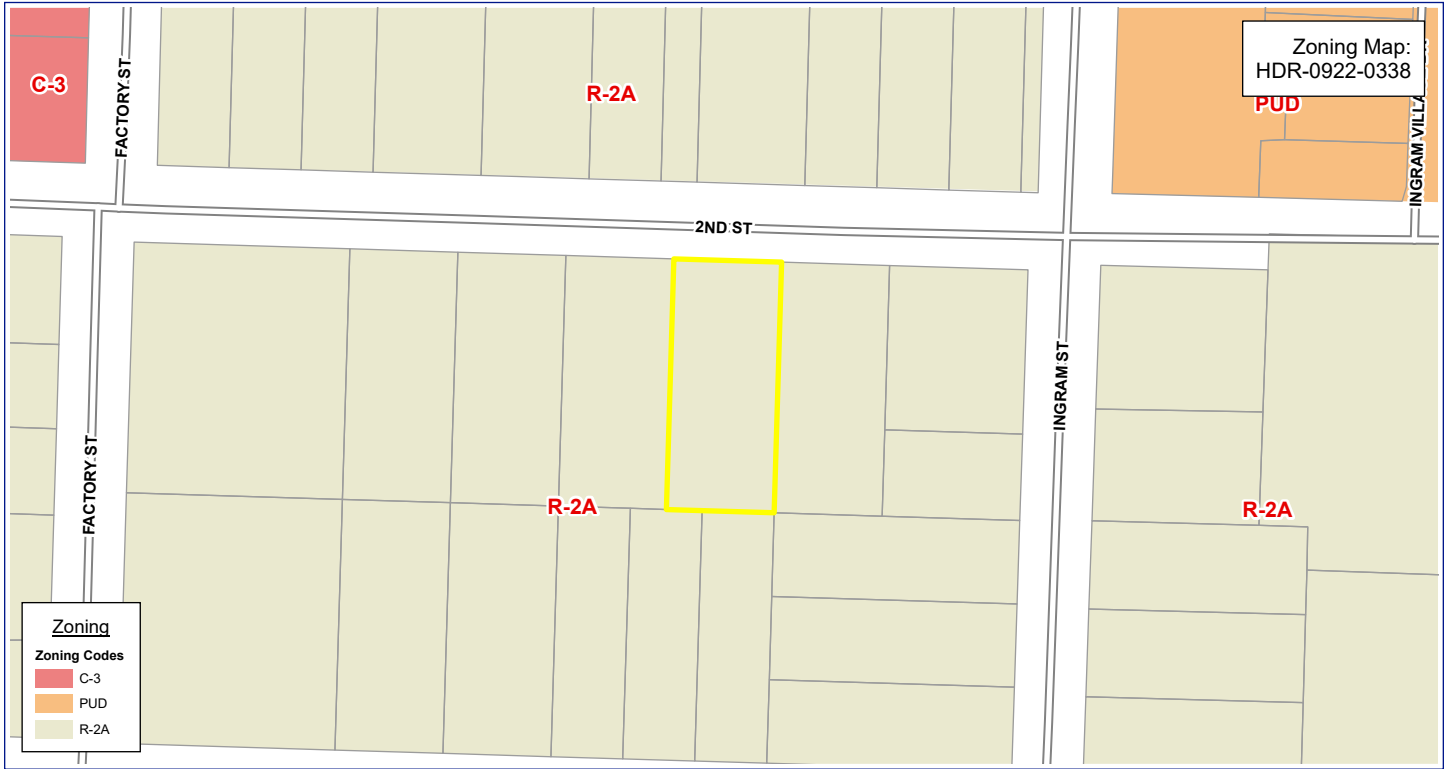 Zoning Map:
HDR-0922-0338
C-3
FACTORY ST
R-2A
PUD
2ND ST
INGRAM ST
FACTORY ST
R-2A
R-2A
Zoning
Zoning Codes
C-3
PUD
R-2A